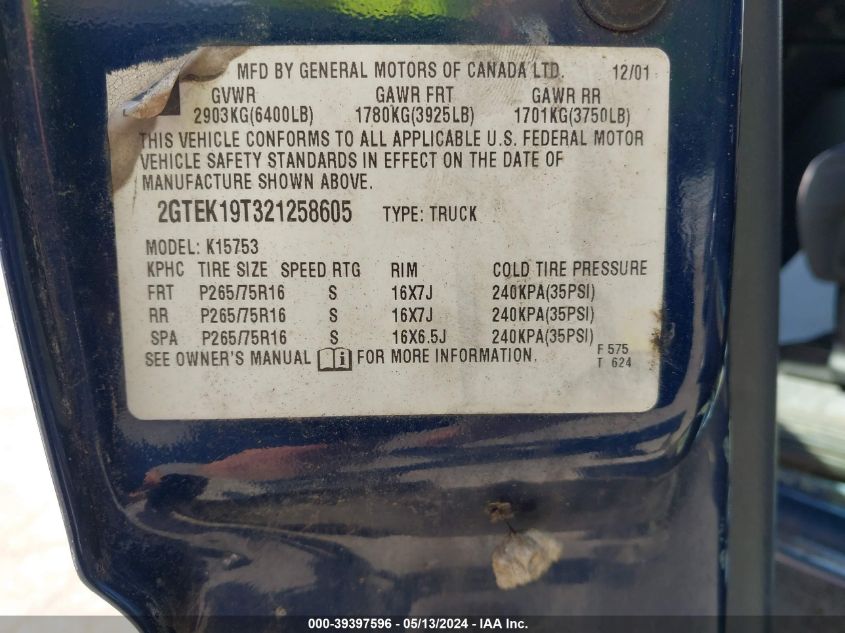 MFD BY GENERAL MOTORS OF CANADA LTD. 12/01
GVWR GAWR FRT GAWR RR
2903KG(6400LB) 1780KG(3925LB) 1701KG(3750LB)
THIS VEHICLE CONFORMS TO ALL APPLICABLE U.S. FEDERAL MOTOR
VEHICLE SAFETY STANDARDS IN EFFECT ON THE DATE OF
MANUFACTURE SHOWN ABOVE.
2GTEK19T321258605 TYPE: TRUCK
MODEL: K15753
KPHC TIRE SIZE SPEED RTG RIM COLD TIRE PRESSURE
FRT P265/75R16 S 16X7J 240KPA(35PSI)
RR P265/75R16 S 16X7J 240KPA(35PSI)
SPA P265/75R16 S 16X6.5J 240KPA(35PSI)
SEE OWNER'S MANUAL i FOR MORE INFORMATION. F 575
T 624
000-39397596 - 05/13/2024 - IAA Inc.